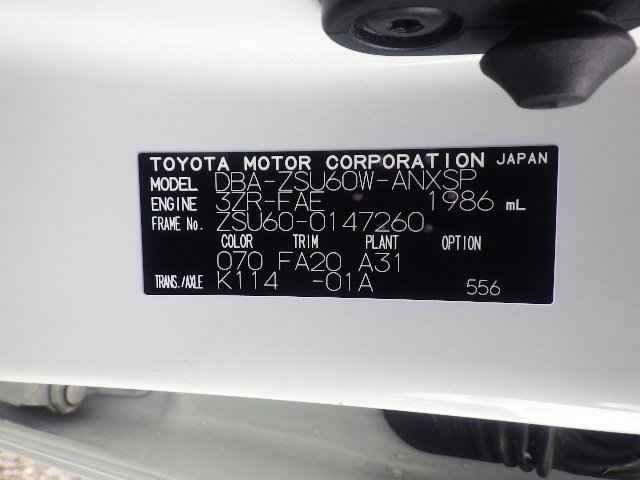 TOYOTA MOTOR CORPORATION JAPAN
MODEL DBA-ZSU60W-ANXSP
ENGINE 3ZR-FAE 1986 mL
FRAME No. ZSU60-0147260
COLOR TRIM PLANT OPTION
070 FA20 A31
TRANS./AXLE K114 -01A 556